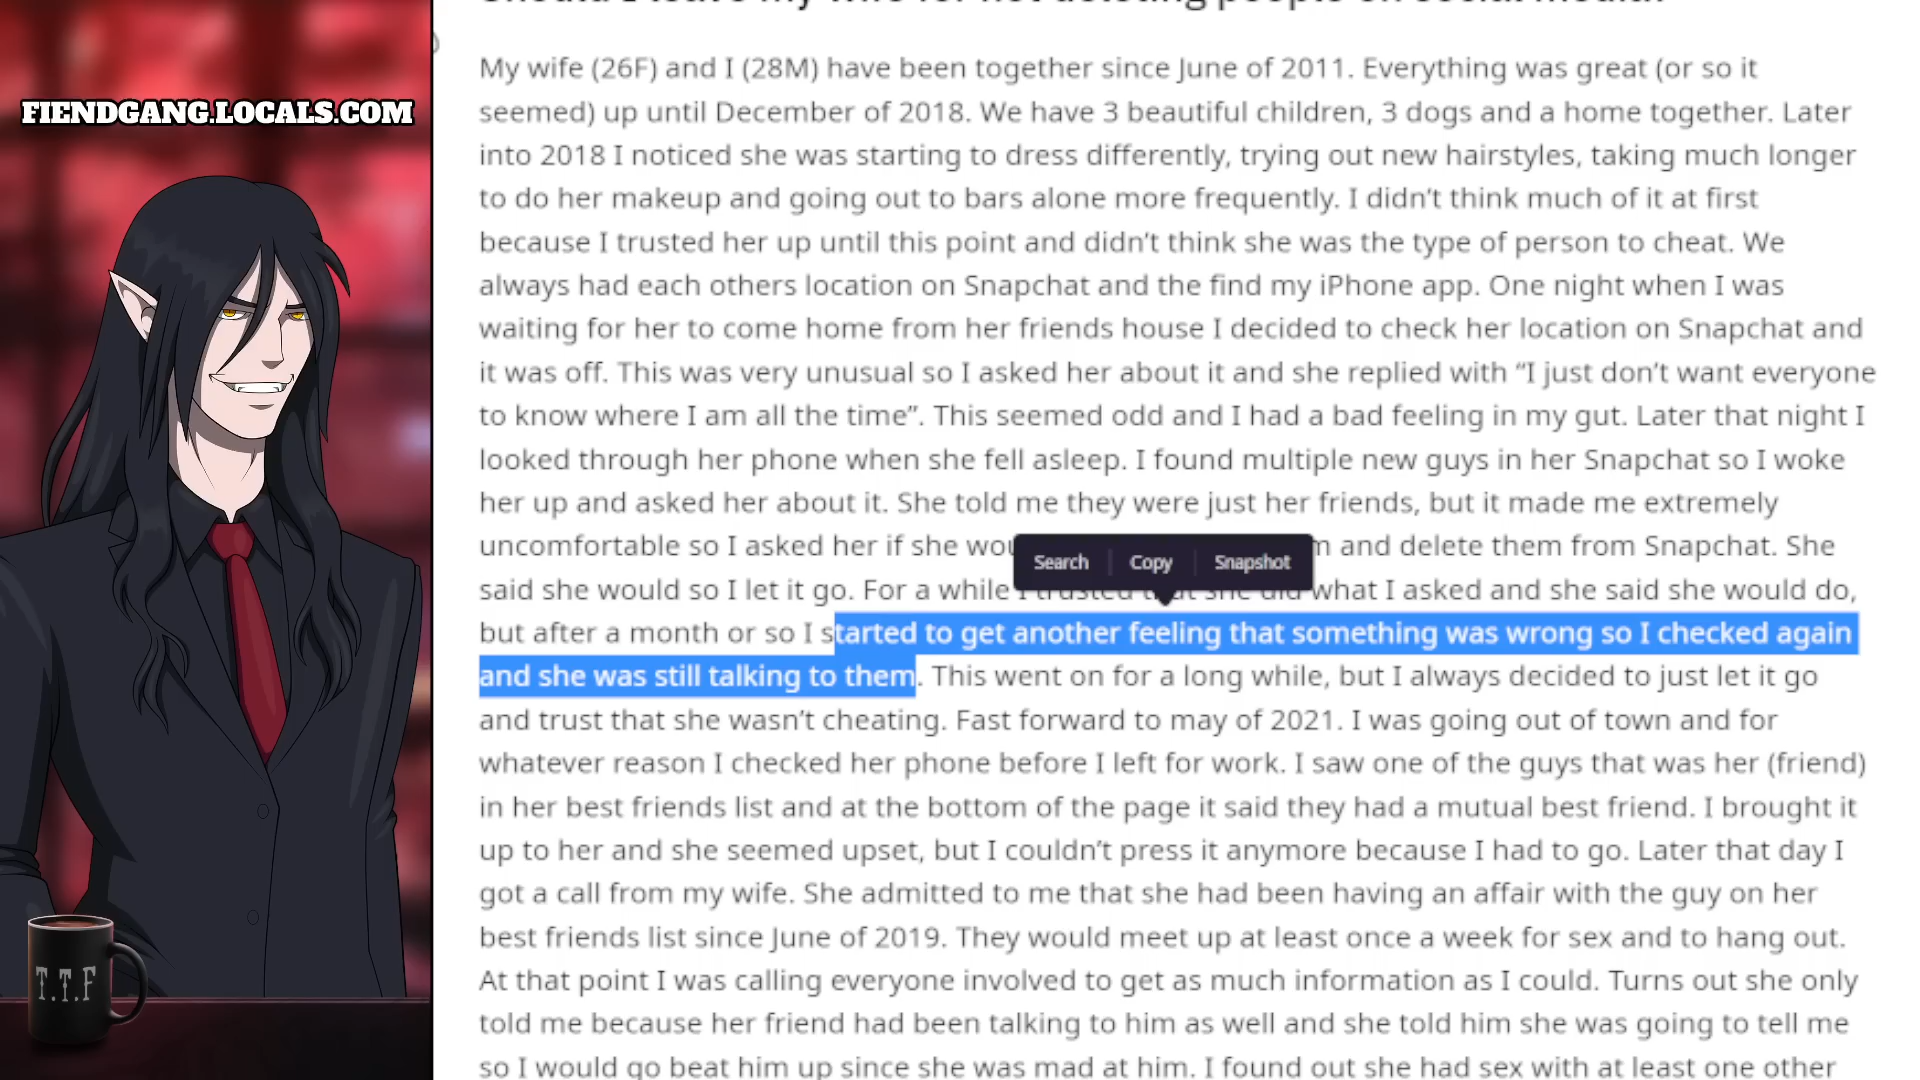 Should I leave my wife for not deleting people on social media?
FIENDGANG.LOCALS.COM
My wife (26F) and I (28M) have been together since June of 2011. Everything was great (or so it
seemed) up until December of 2018. We have 3 beautiful children, 3 dogs and a home together. Later
into 2018 I noticed she was starting to dress differently, trying out new hairstyles, taking much longer
to do her makeup and going out to bars alone more frequently. I didn’t think much of it at first
because I trusted her up until this point and didn’t think she was the type of person to cheat. We
always had each others location on Snapchat and the find my iPhone app. One night when I was
waiting for her to come home from her friends house I decided to check her location on Snapchat and
it was off. This was very unusual so I asked her about it and she replied with “I just don’t want everyone
to know where I am all the time”. This seemed odd and I had a bad feeling in my gut. Later that night I
looked through her phone when she fell asleep. I found multiple new guys in her Snapchat so I woke
her up and asked her about it. She told me they were just her friends, but it made me extremely
uncomfortable so I asked her if she and delete them from Snapchat. She
Search Copy Snapshot
said she would so I let it go. For a while I trusted that she did what I asked and she said she would do,
but after a month or so I started to get another feeling that something was wrong so I checked again
and she was still talking to them. This went on for a long while, but I always decided to just let it go
and trust that she wasn’t cheating. Fast forward to may of 2021. I was going out of town and for
whatever reason I checked her phone before I left for work. I saw one of the guys that was her (friend)
in her best friends list and at the bottom of the page it said they had a mutual best friend. I brought it
up to her and she seemed upset, but I couldn’t press it anymore because I had to go. Later that day I
got a call from my wife. She admitted to me that she had been having an affair with the guy on her
best friends list since June of 2019. They would meet up at least once a week for sex and to hang out.
At that point I was calling everyone involved to get as much information as I could. Turns out she only
told me because her friend had been talking to him as well and she told him she was going to tell me
so I would go beat him up since she was mad at him. I found out she had sex with at least one other
T.T.F